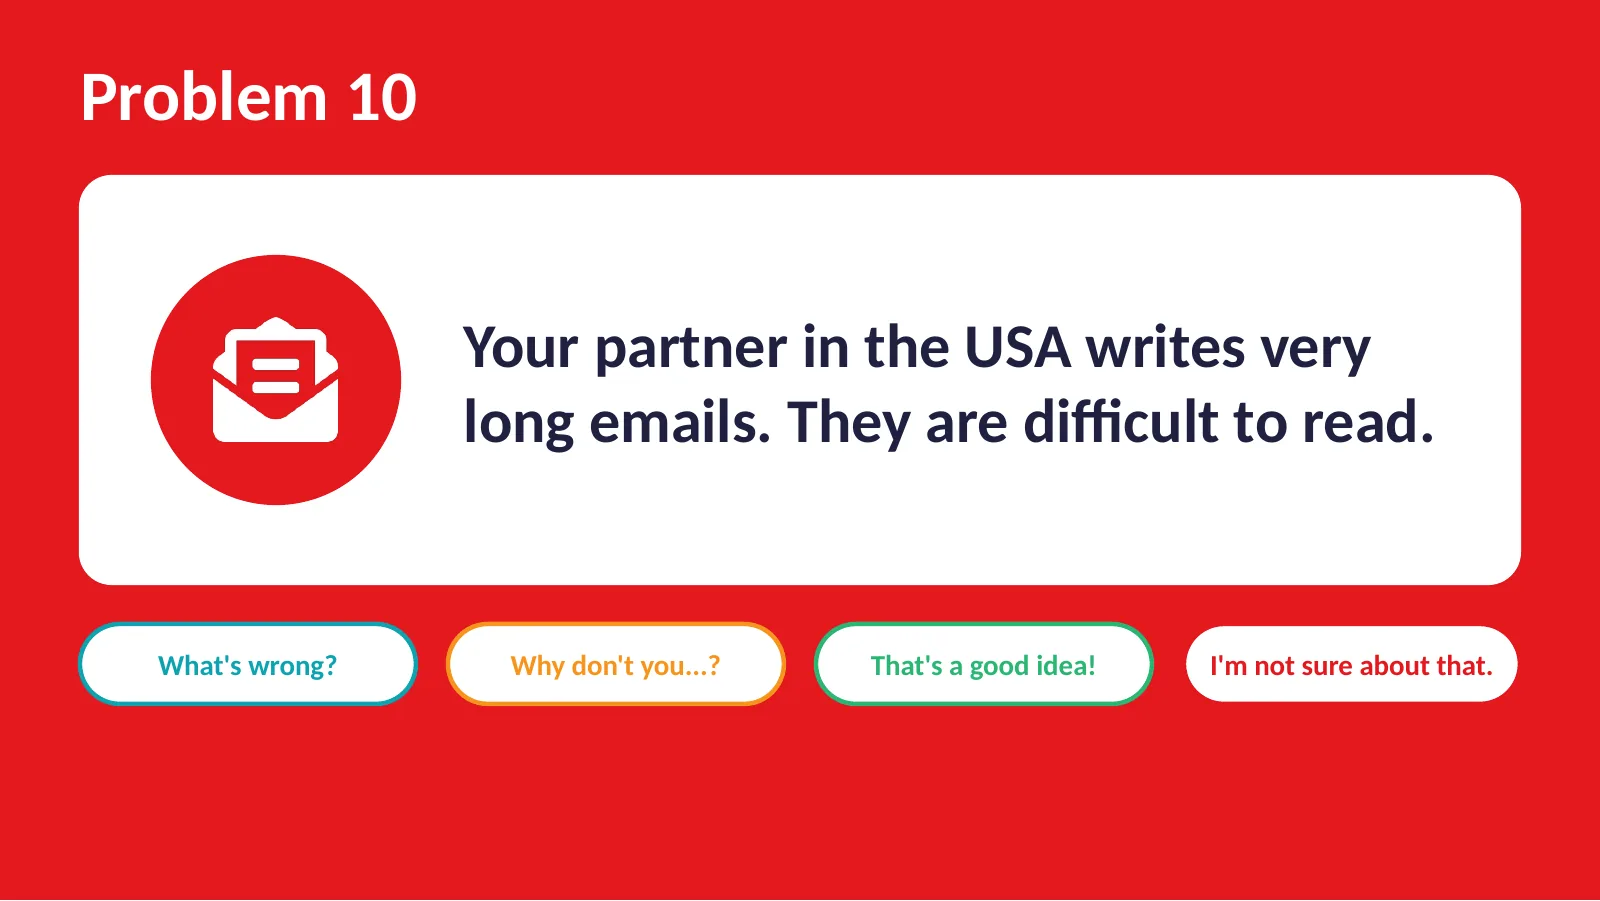 Problem 10
Your partner in the USA writes very
long emails. They are difficult to read.
What's wrong?
Why don't you...?
That's a good idea!
I'm not sure about that.